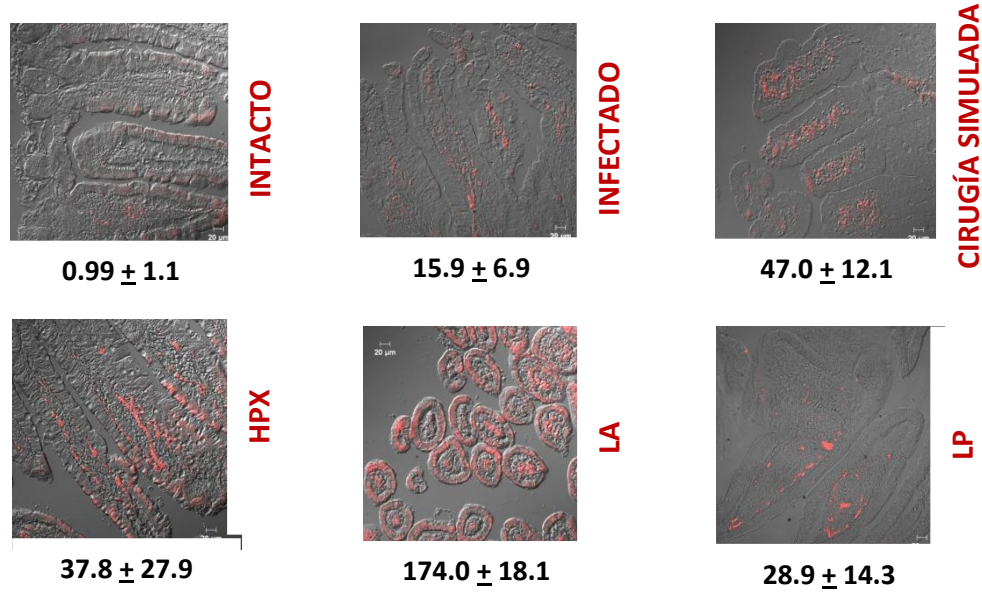 INTACTO
20 µm
0.99 ± 1.1
INFECTADO
20 µm
15.9 ± 6.9
CIRUGÍA SIMULADA
20 µm
47.0 ± 12.1
HPX
20 µm
37.8 ± 27.9
LA
20 µm
174.0 ± 18.1
LP
28.9 ± 14.3